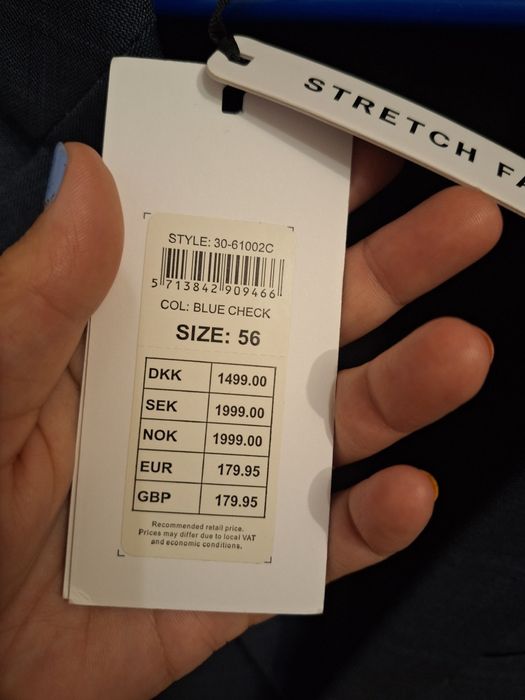 STRETCH
STYLE: 30-61002C
5 713842 909466
COL: BLUE CHECK
SIZE: 56
DKK 1499.00
SEK 1999.00
NOK 1999.00
EUR 179.95
GBP 179.95
Recommended retail price.
Prices may differ due to local VAT
and economic conditions.